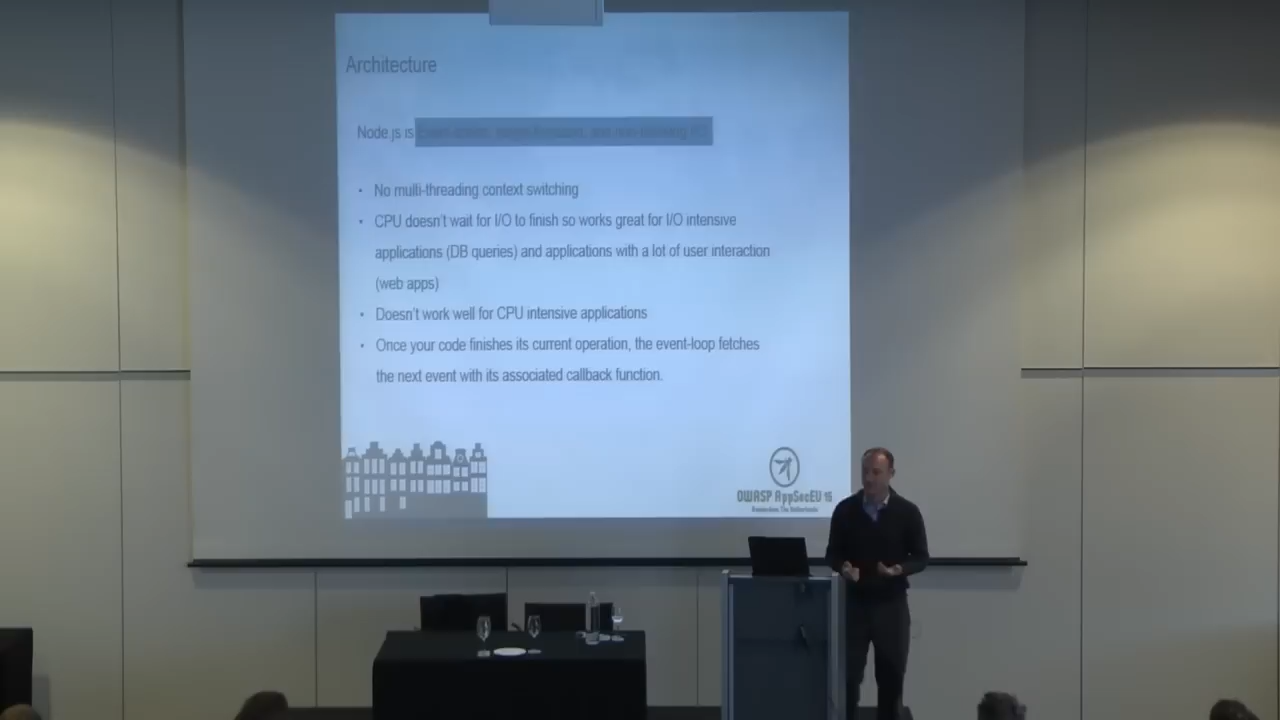 Architecture
Node.js is
• No multi-threading context switching
• CPU doesn't wait for I/O to finish so works great for I/O intensive
applications (DB queries) and applications with a lot of user interaction
(web apps)
• Doesn't work well for CPU intensive applications
• Once your code finishes its current operation, the event-loop fetches
the next event with its associated callback function.
OWASP AppSecEU 15
Amsterdam, The Netherlands